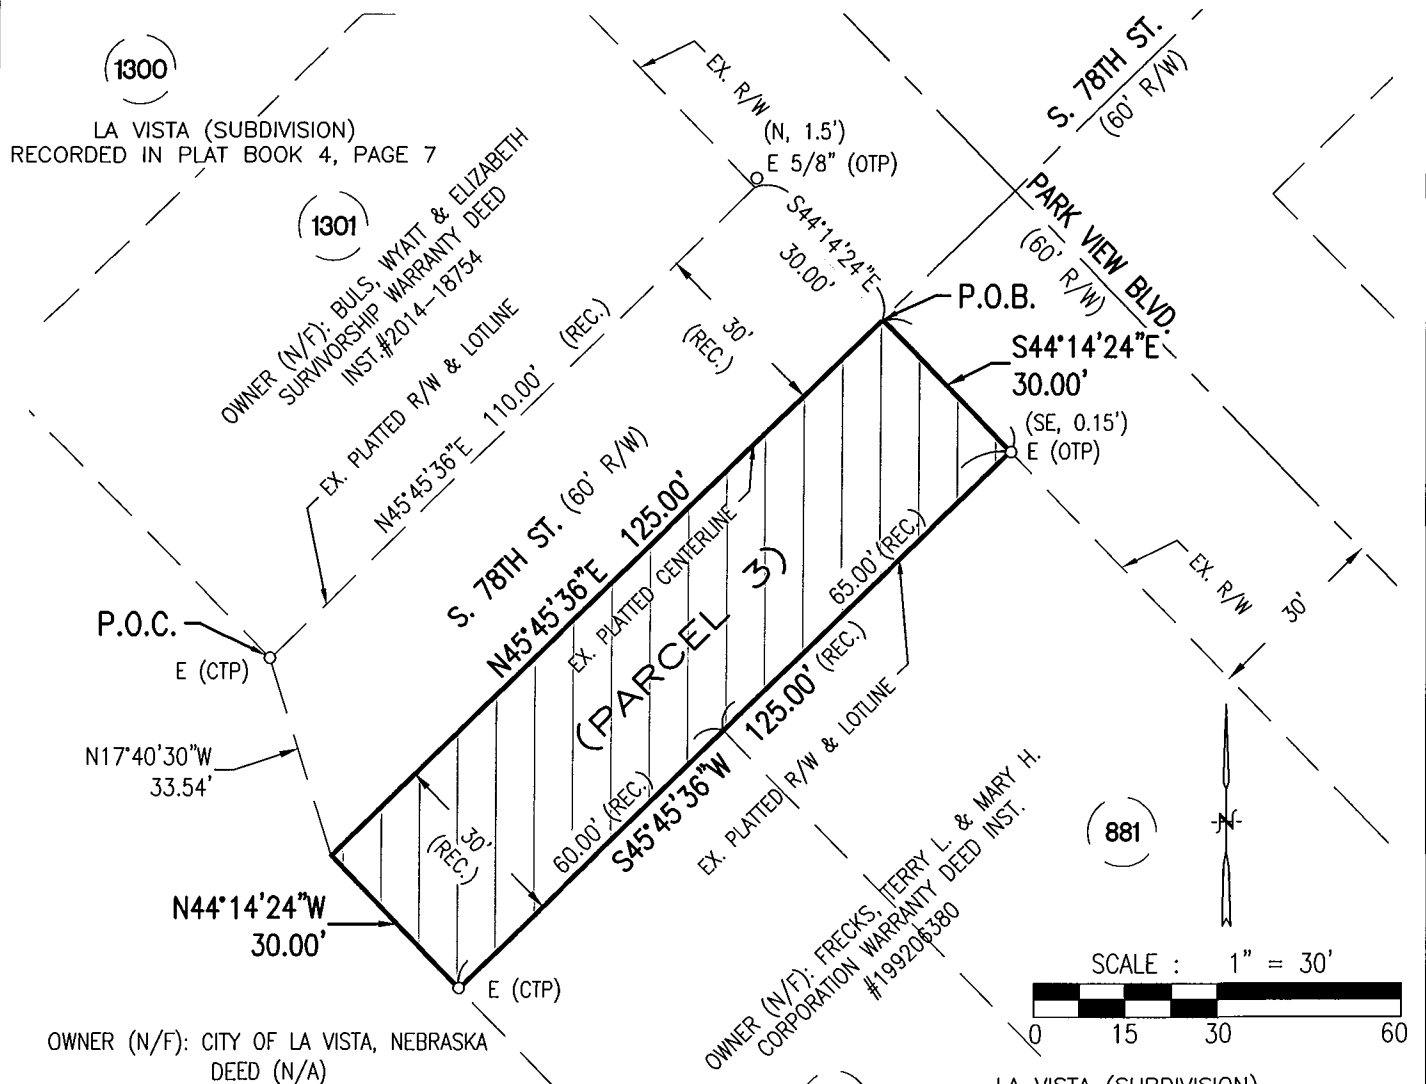 1300
LA VISTA (SUBDIVISION)
RECORDED IN PLAT BOOK 4, PAGE 7
1301
OWNER (N/F): BULS, WYATT & ELIZABETH
SURVIVORSHIP WARRANTY DEED
INST.#2014-18754
EX. PLATTED R/W & LOTLINE
N45°45'36"E 110.00' (REC.)
EX. R/W
(N, 1.5')
E 5/8" (OTP)
S44°14'24"E
30.00'
S. 78TH ST.
(60' R/W)
PARK VIEW BLVD.
(60' R/W)
P.O.B.
S44°14'24"E
30.00'
(SE, 0.15')
E (OTP)
30'
(REC.)
S. 78TH ST. (60' R/W)
N45°45'36"E 125.00'
EX. PLATTED CENTERLINE
(PARCEL 3)
65.00' (REC.)
60.00' (REC.)
S45°45'36"W 125.00' (REC.)
EX. PLATTED R/W & LOTLINE
EX. R/W
30'
P.O.C.
E (CTP)
N17°40'30"W
33.54'
30'
(REC.)
N44°14'24"W
30.00'
E (CTP)
OWNER (N/F): CITY OF LA VISTA, NEBRASKA
DEED (N/A)
OWNER (N/F): FRECKS, TERRY L. & MARY H.
CORPORATION WARRANTY DEED INST.
#199206380
881
N
SCALE : 1" = 30'
0 15 30 60
LA VISTA (SUBDIVISION)